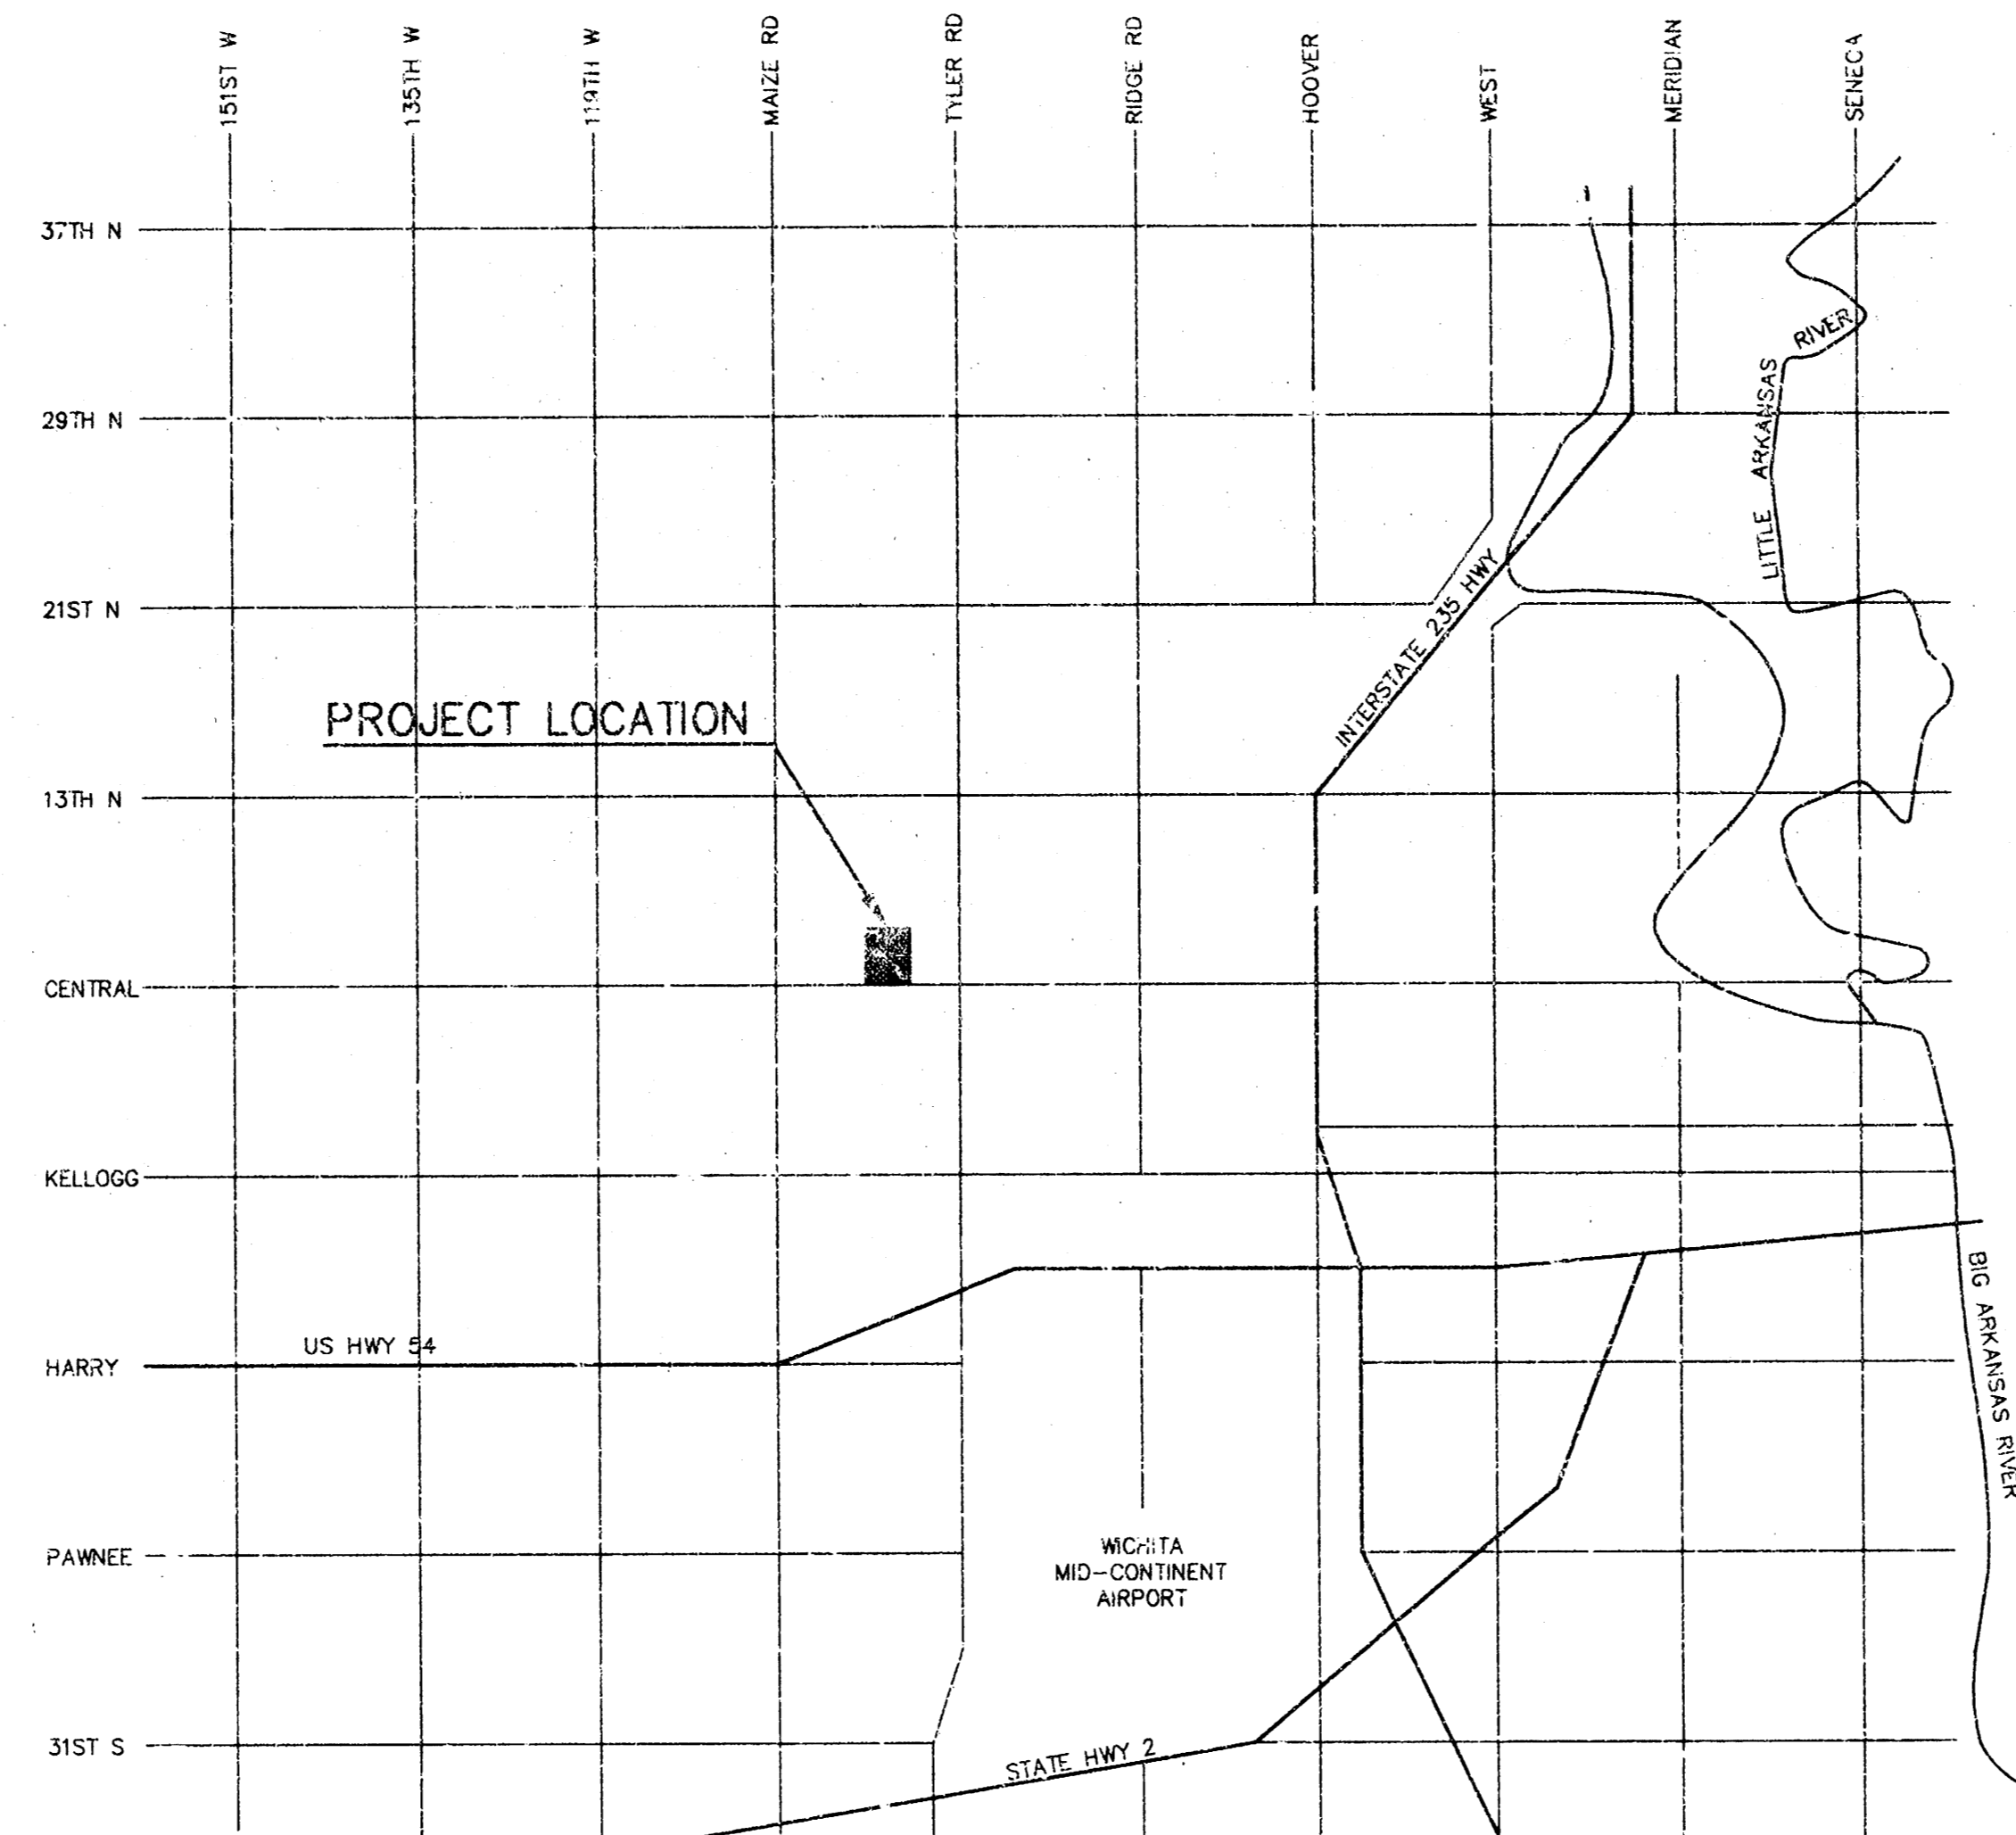 151ST W
135TH W
119TH W
MAIZE RD
TYLER RD
RIDGE RD
HOOVER
WEST
MERIDIAN
SENECA
37TH N
RIVER
LITTLE ARKANSAS
29TH N
INTERSTATE 235 HWY
21ST N
PROJECT LOCATION
13TH N
CENTRAL
KELLOGG
BIG ARKANSAS RIVER
US HWY 54
HARRY
PAWNEE
WICHITA
MID-CONTINENT
AIRPORT
31ST S
STATE HWY 2